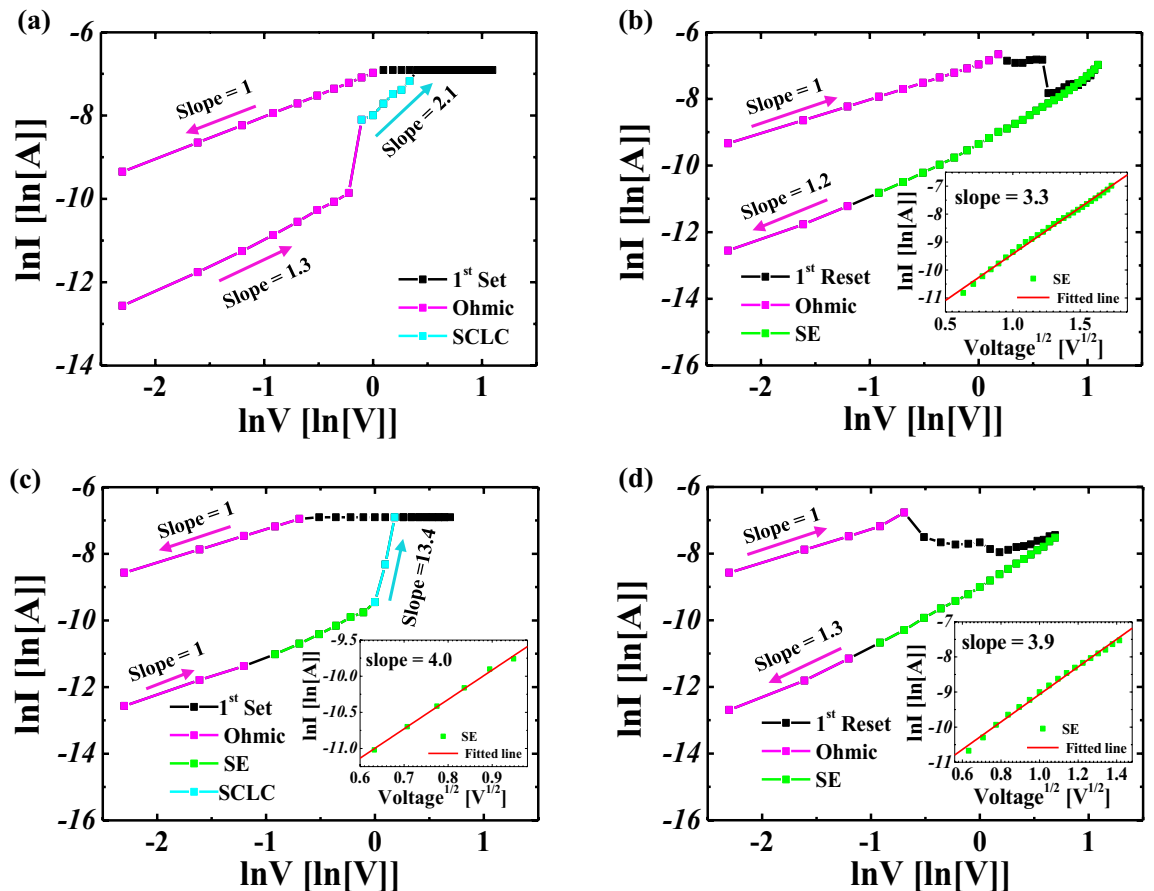 (a)
-6
-8
-10
-12
-14
lnI [ln[A]]
Slope = 1
Slope = 2.1
Slope = 1.3
1st Set
Ohmic
SCLC
-2 -1 0 1
lnV [ln[V]]
(b)
-6
-8
-10
-12
-14
-16
lnI [ln[A]]
Slope = 1
Slope = 1.2
1st Reset
Ohmic
SE
slope = 3.3
-7
-8
-9
-10
-11
lnI [ln[A]]
SE
Fitted line
0.5 1.0 1.5
Voltage1/2 [V1/2]
-2 -1 0 1
lnV [ln[V]]
(c)
-6
-8
-10
-12
-14
-16
lnI [ln[A]]
Slope = 1
Slope =13.4
Slope = 1
1st Set
Ohmic
SE
SCLC
slope = 4.0
-9.5
-10.0
-10.5
-11.0
lnI [ln[A]]
SE
Fitted line
0.6 0.7 0.8 0.9
Voltage1/2 [V1/2]
-2 -1 0 1
lnV [ln[V]]
(d)
-6
-8
-10
-12
-14
-16
lnI [ln[A]]
Slope = 1
Slope = 1.3
1st Reset
Ohmic
SE
slope = 3.9
-7
-8
-9
-10
-11
lnI [ln[A]]
SE
Fitted line
0.6 0.8 1.0 1.2 1.4
Voltage1/2 [V1/2]
-2 -1 0 1
lnV [ln[V]]